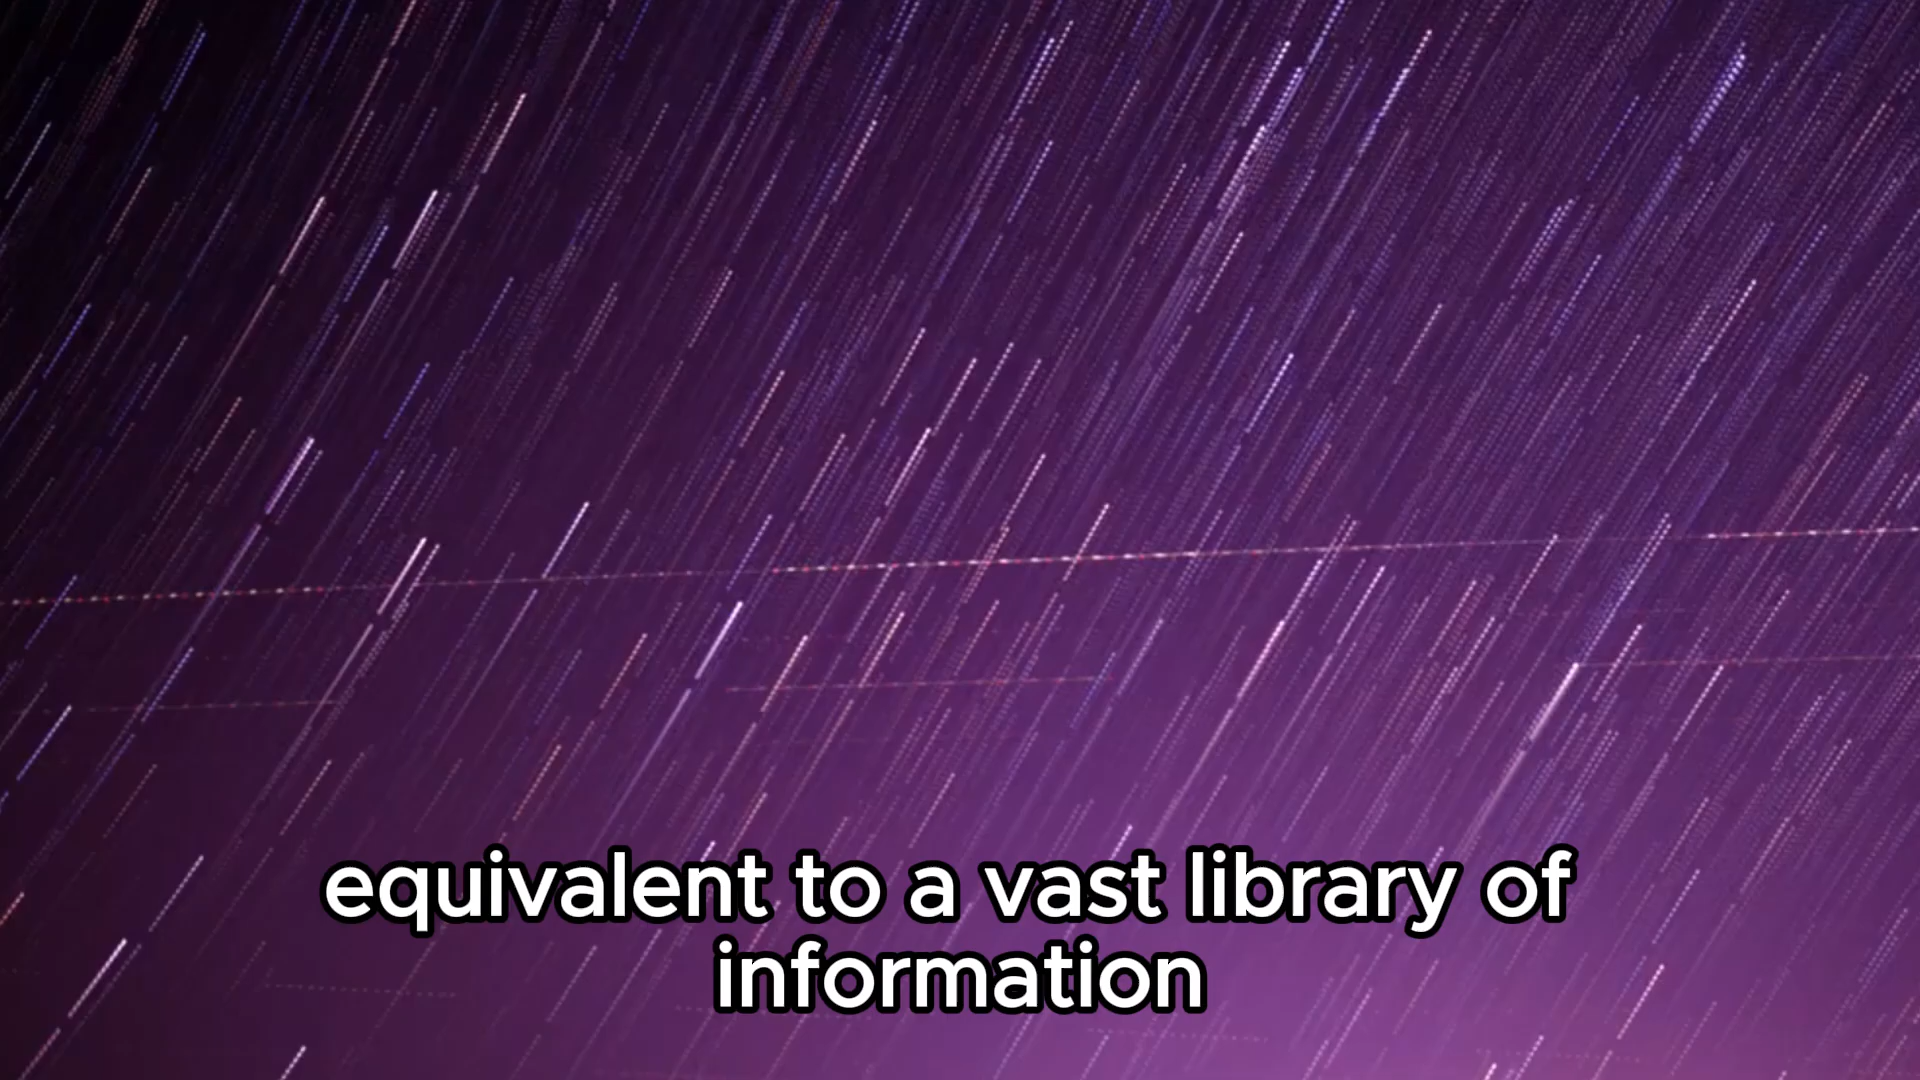 equivalent to a vast library of
information